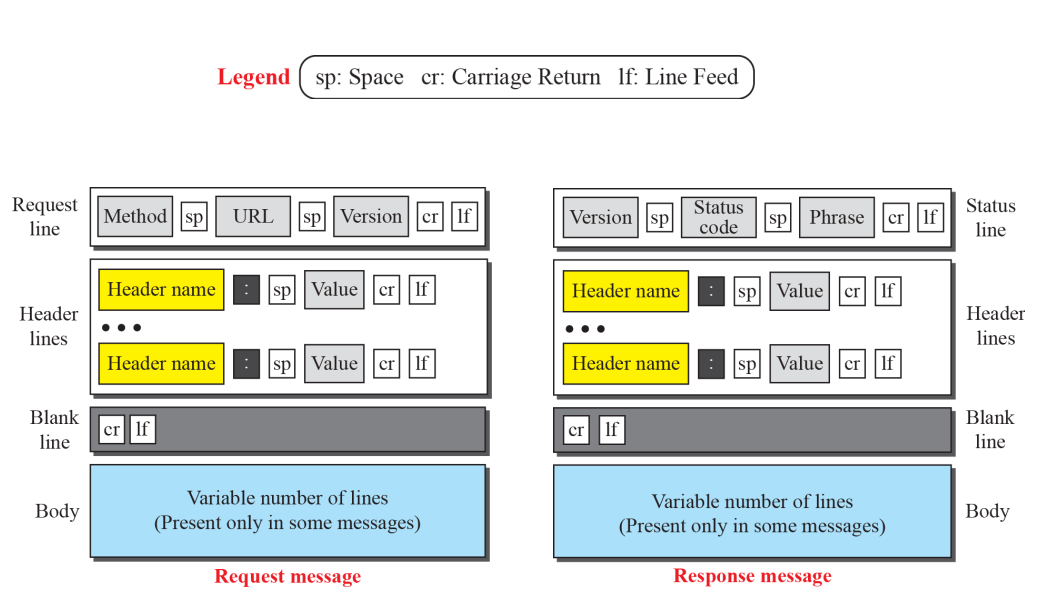 Legend sp: Space cr: Carriage Return lf: Line Feed
Request line
Method sp URL sp Version cr lf
Header lines
Header name : sp Value cr lf
• • •
Header name : sp Value cr lf
Blank line
cr lf
Body
Variable number of lines
(Present only in some messages)
Request message
Version sp Status code sp Phrase cr lf
Status line
Header name : sp Value cr lf
• • •
Header name : sp Value cr lf
Header lines
cr lf
Blank line
Variable number of lines
(Present only in some messages)
Body
Response message